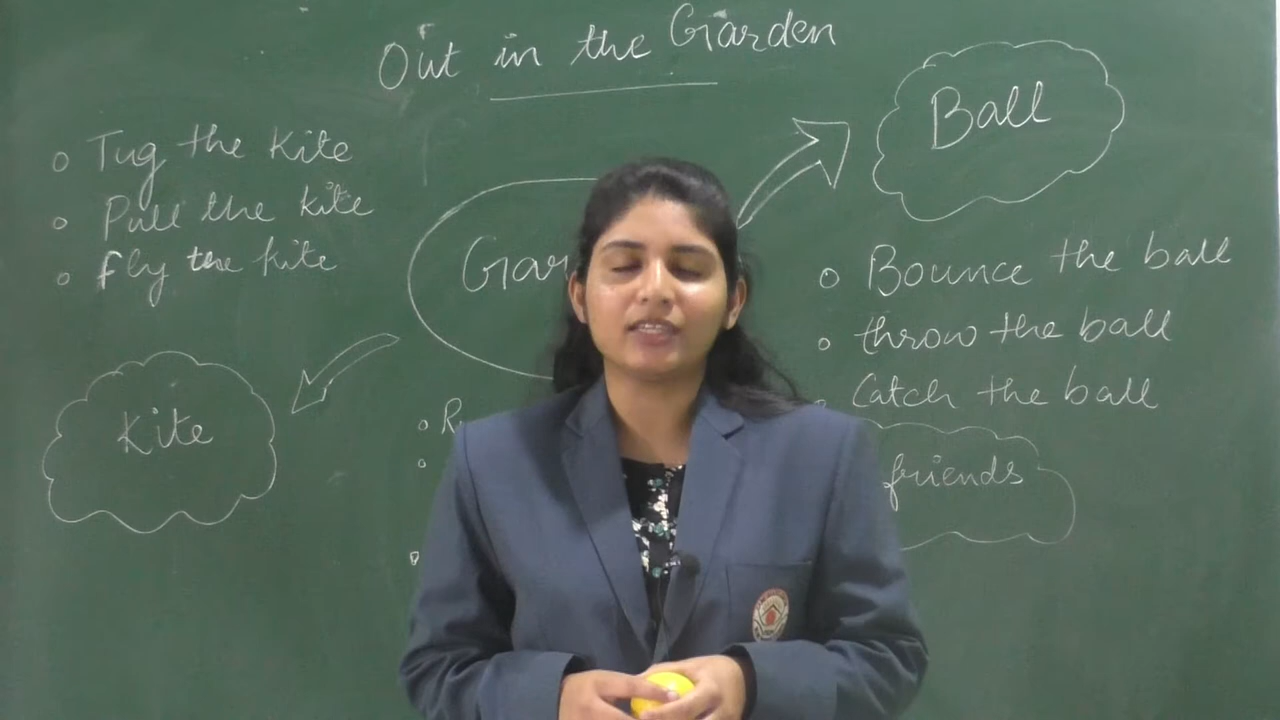 Out in the Garden
Tug the kite
Pull the kite
fly the kite
Kite
Ball
Bounce the ball
throw the ball
Catch the ball
friends